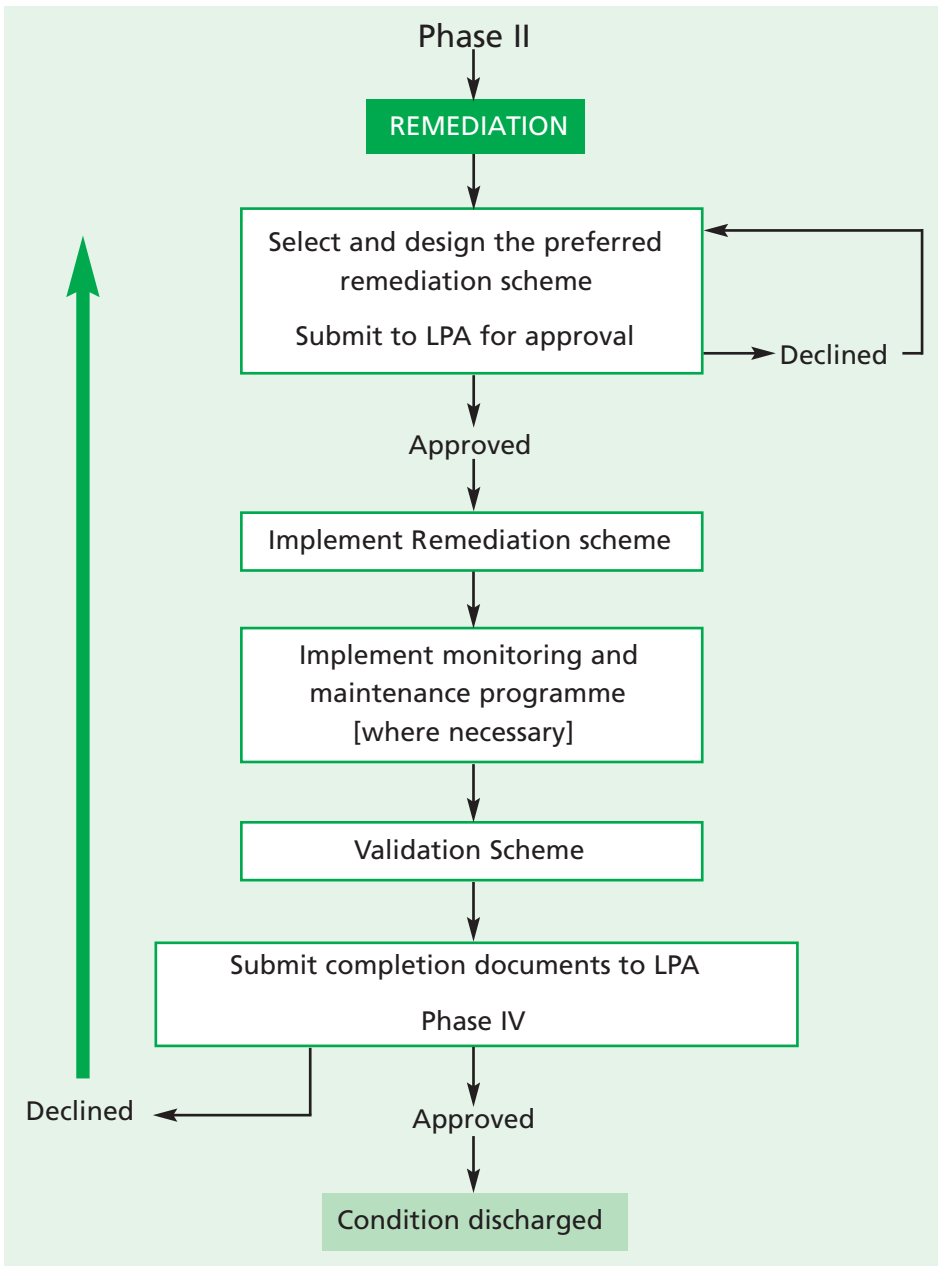 Phase II
REMEDIATION
Select and design the preferred
remediation scheme
Submit to LPA for approval
Declined
Approved
Implement Remediation scheme
Implement monitoring and
maintenance programme
[where necessary]
Validation Scheme
Submit completion documents to LPA
Phase IV
Declined
Approved
Condition discharged